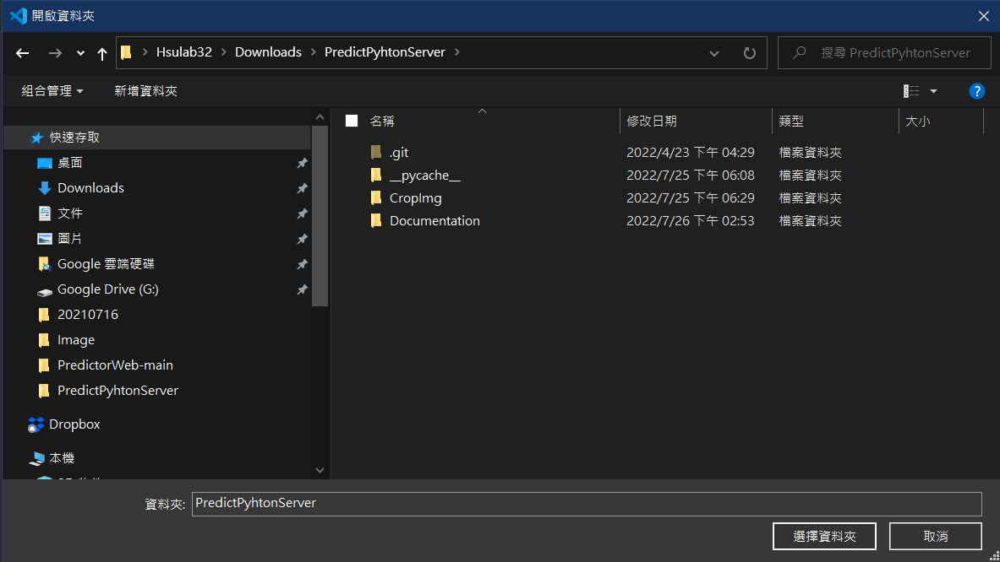 開啟資料夾
Hsulab32 Downloads PredictPyhtonServer
搜尋 PredictPyhtonServer
組合管理 新增資料夾
快速存取
桌面
Downloads
文件
圖片
Google 雲端硬碟
Google Drive (G:)
20210716
Image
PredictorWeb-main
PredictPyhtonServer
Dropbox
本機
名稱 修改日期 類型 大小
.git 2022/4/23 下午 04:29 檔案資料夾
__pycache__ 2022/7/25 下午 06:08 檔案資料夾
CropImg 2022/7/25 下午 06:29 檔案資料夾
Documentation 2022/7/26 下午 02:53 檔案資料夾
資料夾: PredictPyhtonServer
選擇資料夾 取消